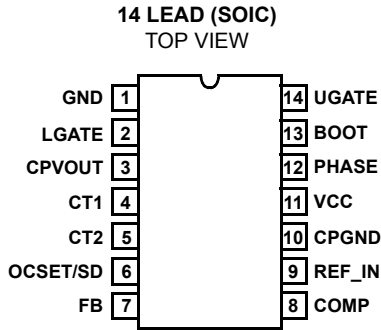 14 LEAD (SOIC)
TOP VIEW
GND 1 14 UGATE
LGATE 2 13 BOOT
CPVOUT 3 12 PHASE
CT1 4 11 VCC
CT2 5 10 CPGND
OCSET/SD 6 9 REF_IN
FB 7 8 COMP